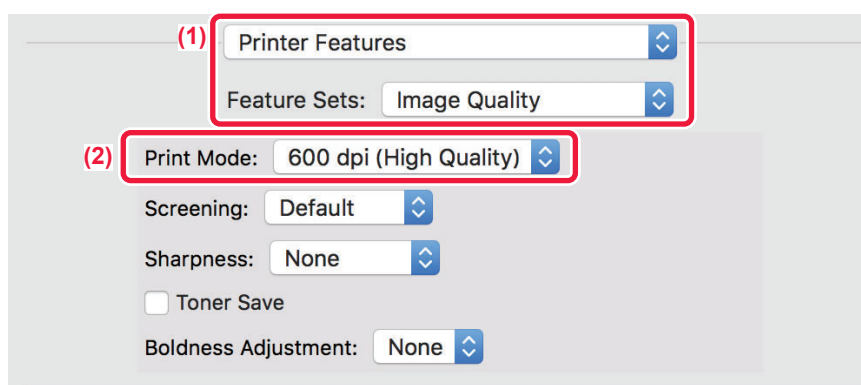 (1) Printer Features
Feature Sets: Image Quality
(2) Print Mode: 600 dpi (High Quality)
Screening: Default
Sharpness: None
Toner Save
Boldness Adjustment: None